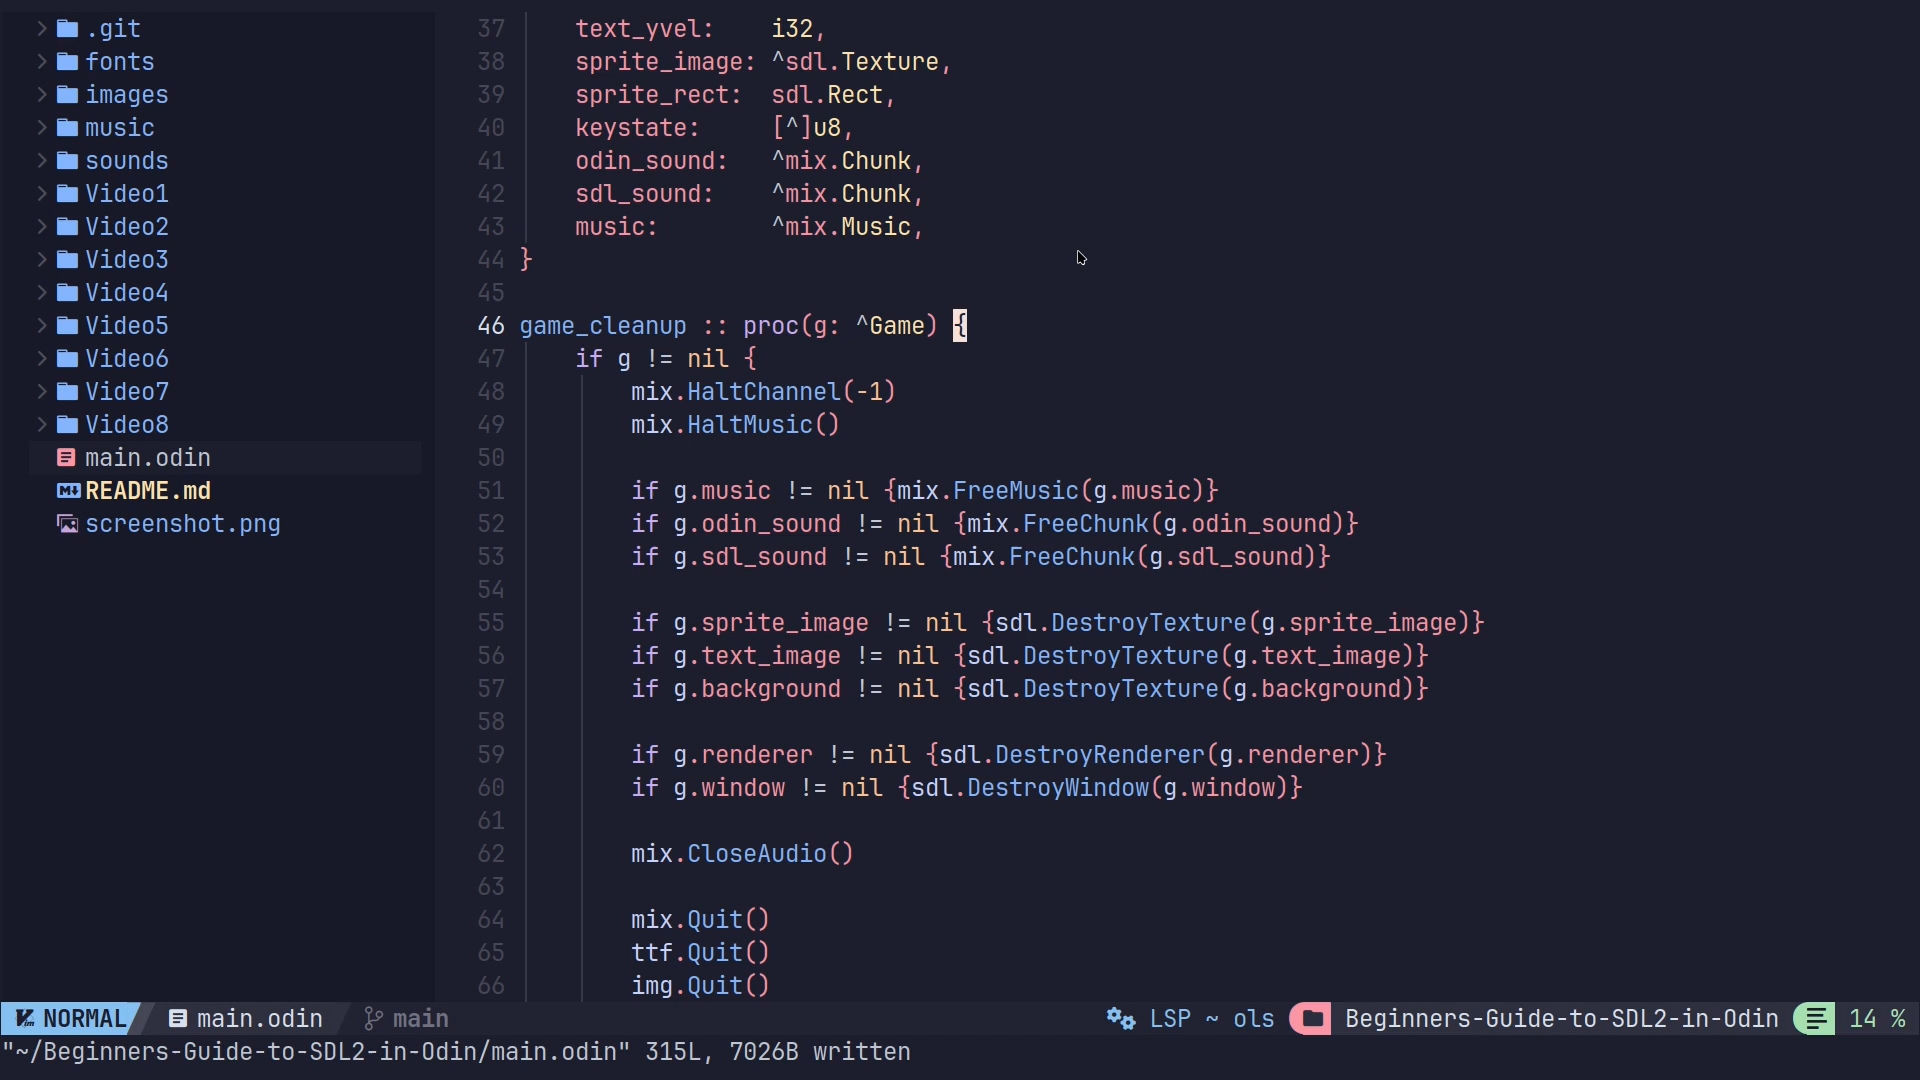 .git
fonts
images
music
sounds
Video1
Video2
Video3
Video4
Video5
Video6
Video7
Video8
main.odin
README.md
screenshot.png
37     text_yvel:    i32,
38     sprite_image: ^sdl.Texture,
39     sprite_rect:  sdl.Rect,
40     keystate:     [^]u8,
41     odin_sound:   ^mix.Chunk,
42     sdl_sound:    ^mix.Chunk,
43     music:        ^mix.Music,
44 }
45
46 game_cleanup :: proc(g: ^Game) {
47     if g != nil {
48         mix.HaltChannel(-1)
49         mix.HaltMusic()
50
51         if g.music != nil {mix.FreeMusic(g.music)}
52         if g.odin_sound != nil {mix.FreeChunk(g.odin_sound)}
53         if g.sdl_sound != nil {mix.FreeChunk(g.sdl_sound)}
54
55         if g.sprite_image != nil {sdl.DestroyTexture(g.sprite_image)}
56         if g.text_image != nil {sdl.DestroyTexture(g.text_image)}
57         if g.background != nil {sdl.DestroyTexture(g.background)}
58
59         if g.renderer != nil {sdl.DestroyRenderer(g.renderer)}
60         if g.window != nil {sdl.DestroyWindow(g.window)}
61
62         mix.CloseAudio()
63
64         mix.Quit()
65         ttf.Quit()
66         img.Quit()
NORMAL main.odin main LSP ~ ols Beginners-Guide-to-SDL2-in-Odin 14 %
"~/Beginners-Guide-to-SDL2-in-Odin/main.odin" 315L, 7026B written